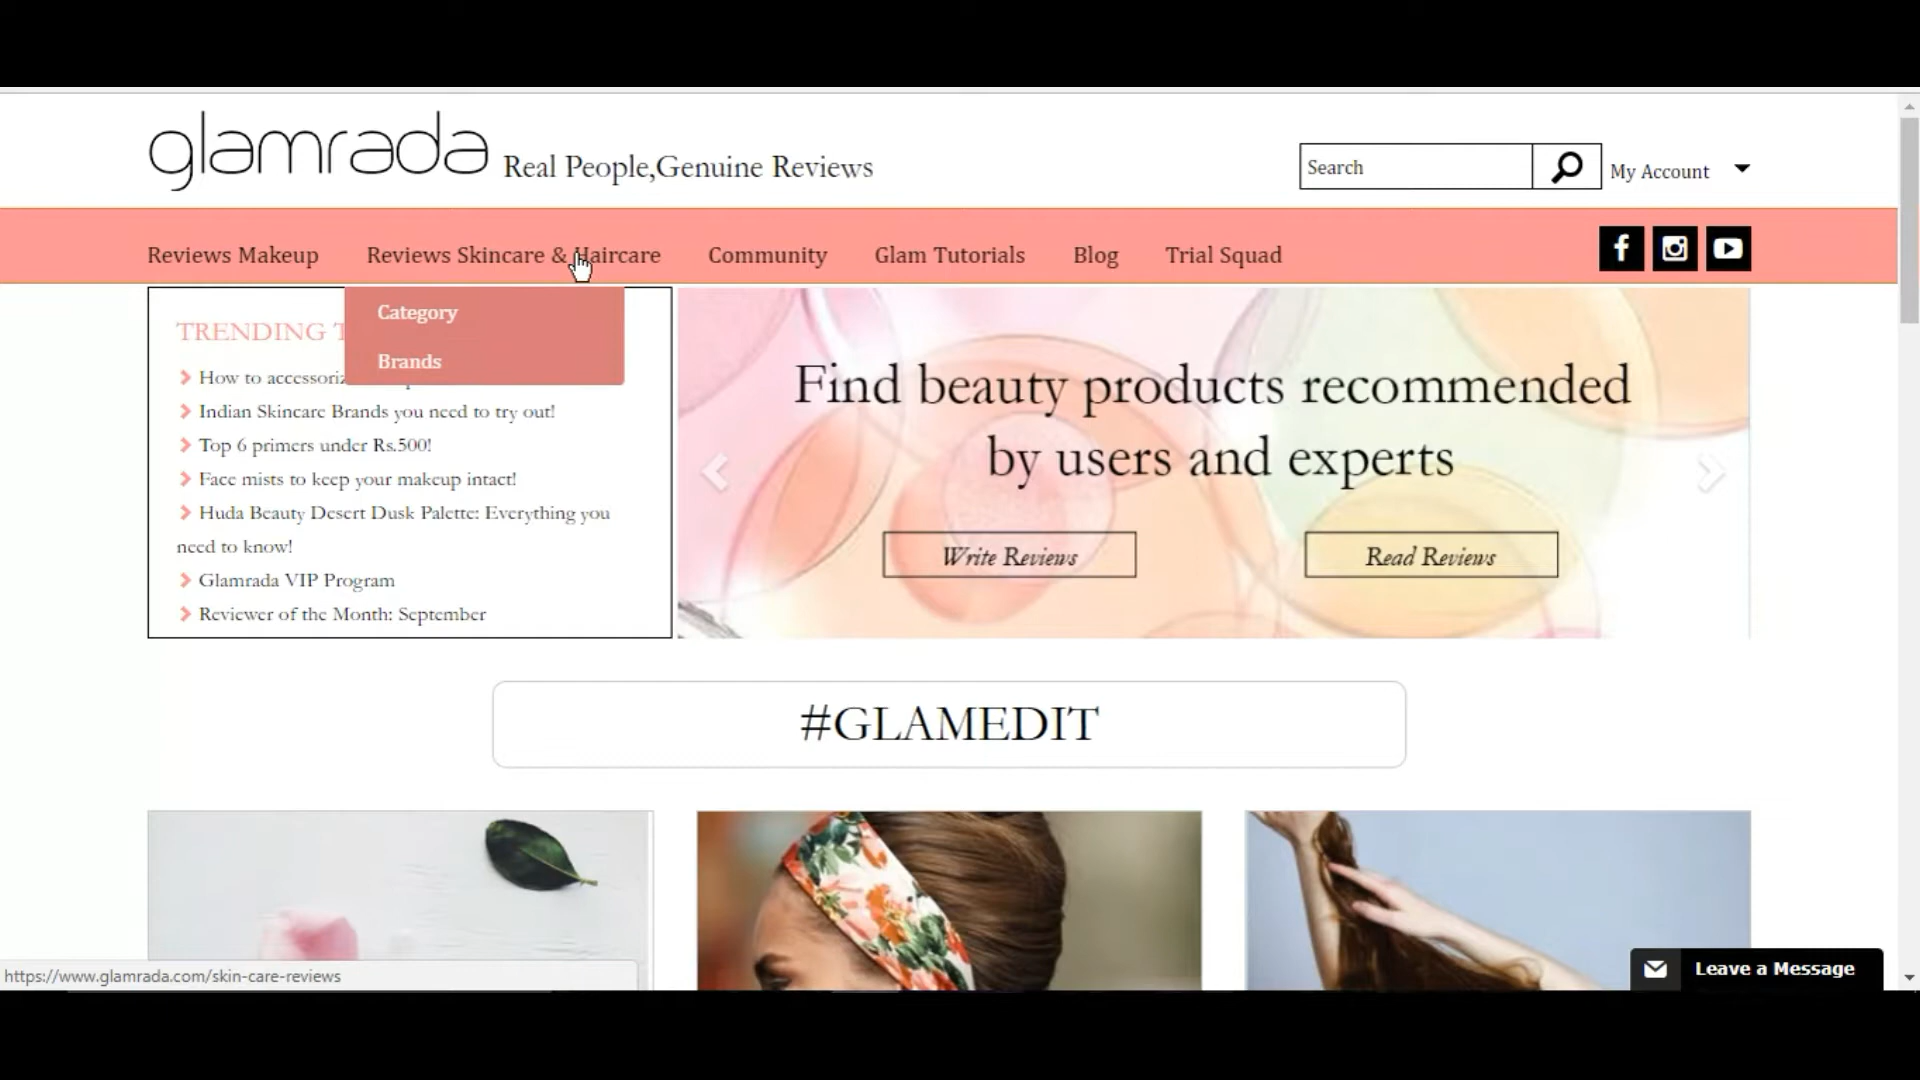 glamrada
Real People,Genuine Reviews
Search
My Account
Reviews Makeup
Reviews Skincare & Haircare
Community
Glam Tutorials
Blog
Trial Squad
Category
Brands
TRENDING
How to
Indian Skincare Brands you need to try out!
Top 6 primers under Rs.500!
Face mists to keep your makeup intact!
Huda Beauty Desert Dusk Palette: Everything you
need to know!
Glamrada VIP Program
Reviewer of the Month: September
Find beauty products recommended
by users and experts
Write Reviews
Read Reviews
#GLAMEDIT
https://www.glamrada.com/skin-care-reviews
Leave a Message